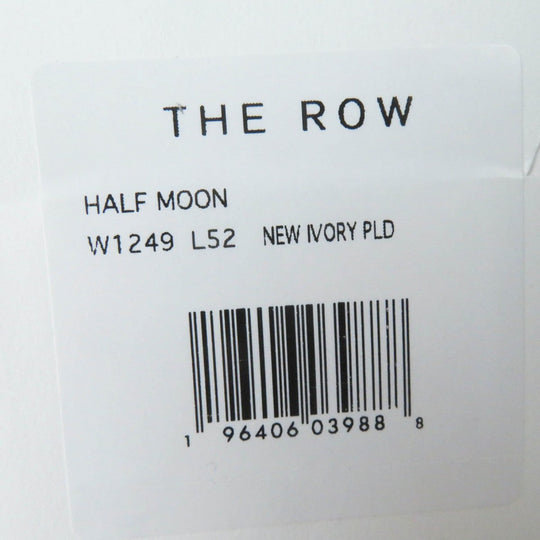 THE ROW
HALF MOON
W1249 L52 NEW IVORY PLD
1 96406 03988 8